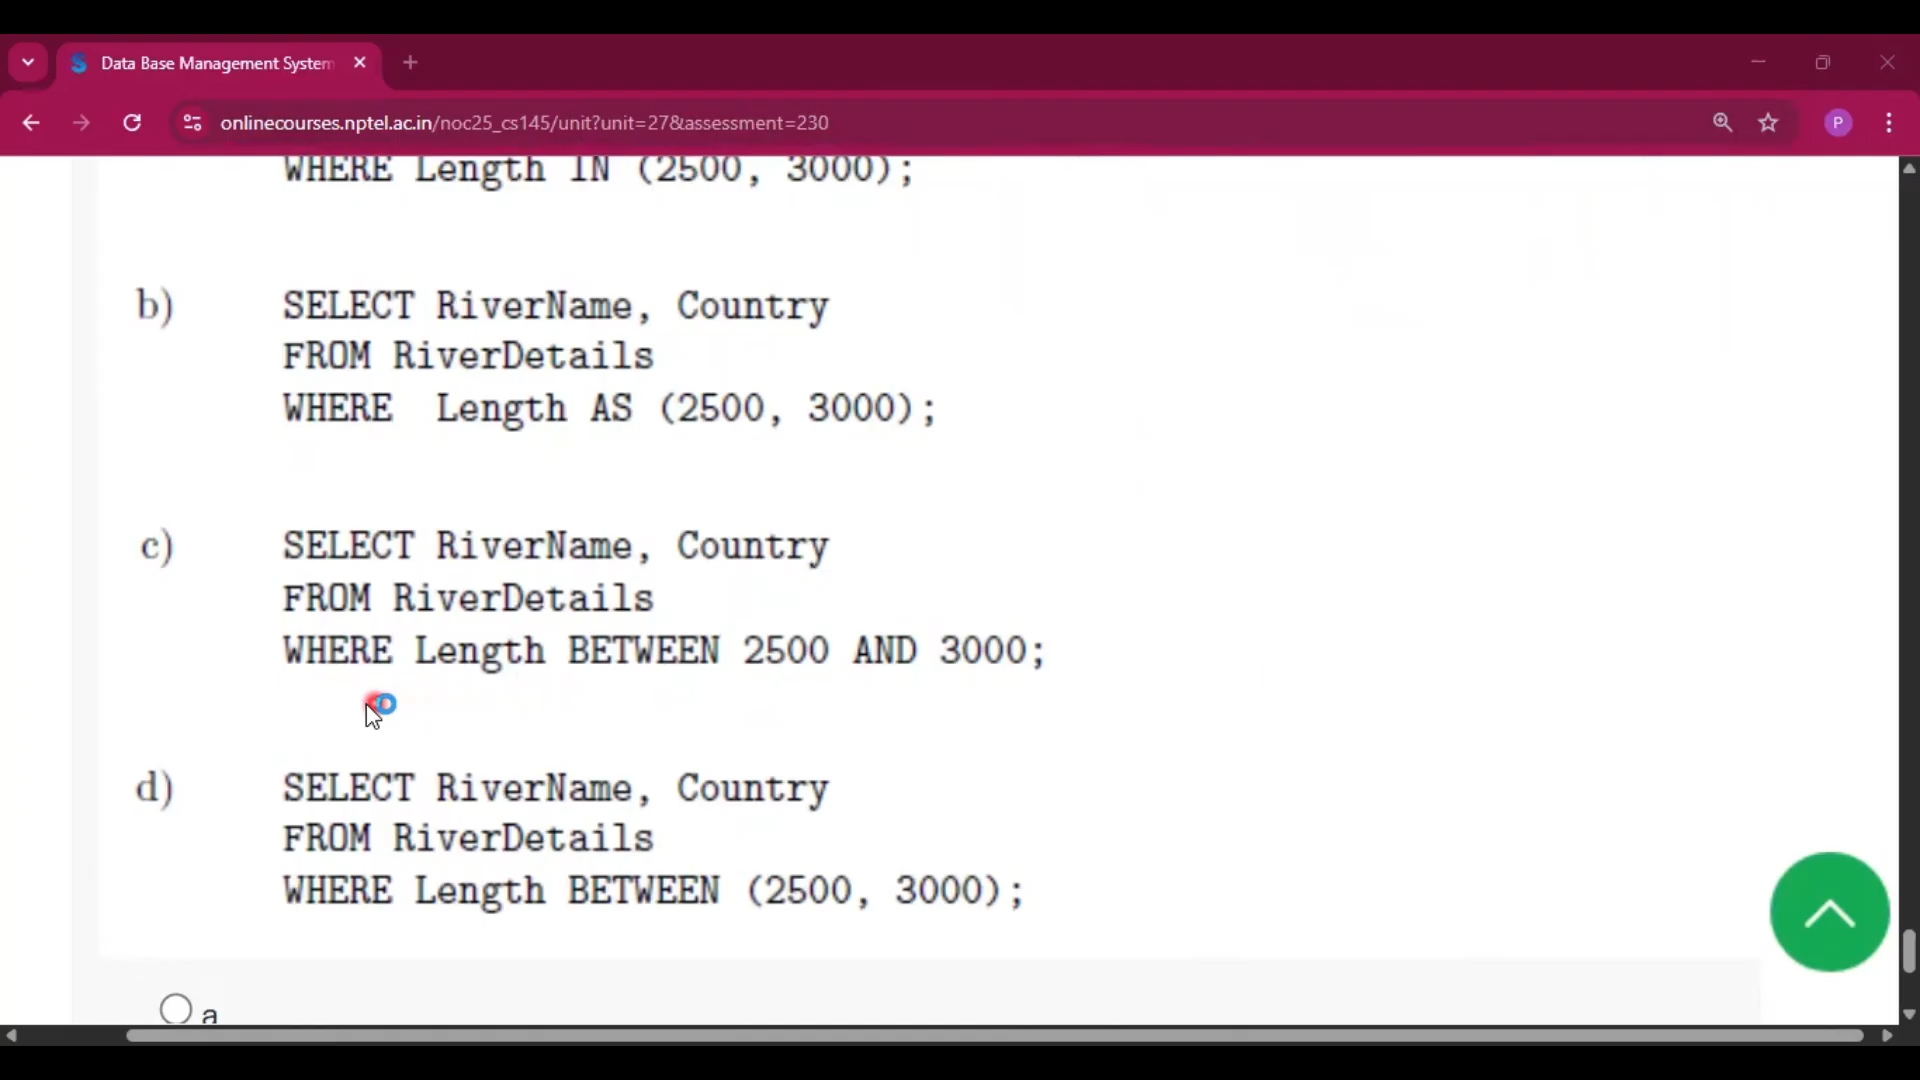 Data Base Management System
onlinecourses.nptel.ac.in/noc25_cs145/unit?unit=27&assessment=230
P
WHERE Length IN (2500, 3000);
b) SELECT RiverName, Country
FROM RiverDetails
WHERE Length AS (2500, 3000);
c) SELECT RiverName, Country
FROM RiverDetails
WHERE Length BETWEEN 2500 AND 3000;
d) SELECT RiverName, Country
FROM RiverDetails
WHERE Length BETWEEN (2500, 3000);
a